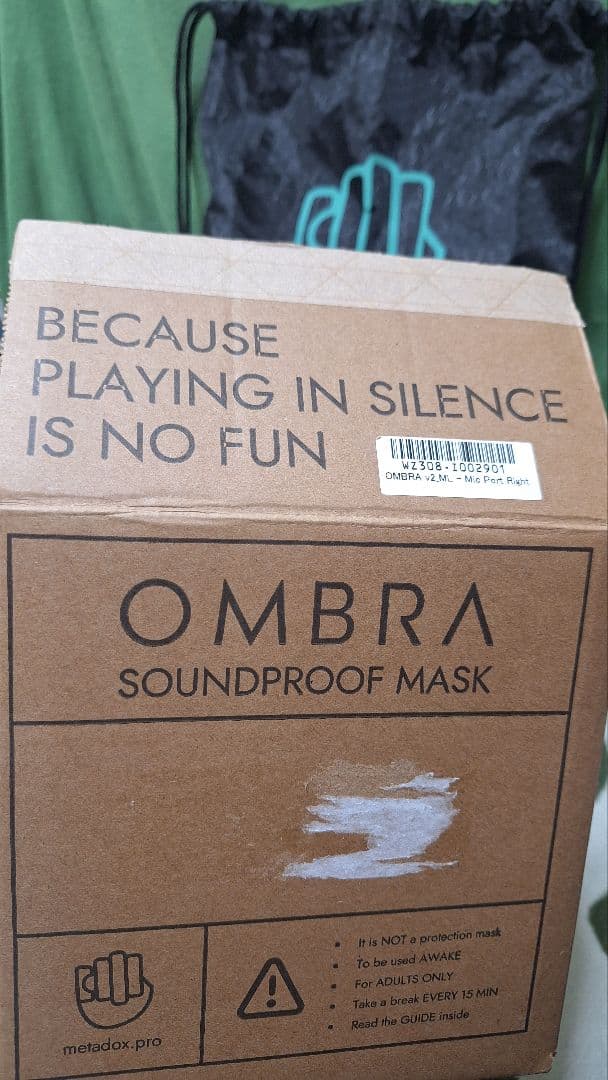 BECAUSE
PLAYING IN SILENCE
IS NO FUN
WZ308-I002901
OMBRA v2,ML - Mic Port Right
OMBRA
SOUNDPROOF MASK
It is NOT a protection mask
To be used AWAKE
For ADULTS ONLY
Take a break EVERY 15 MIN
Read the GUIDE inside
metadox.pro